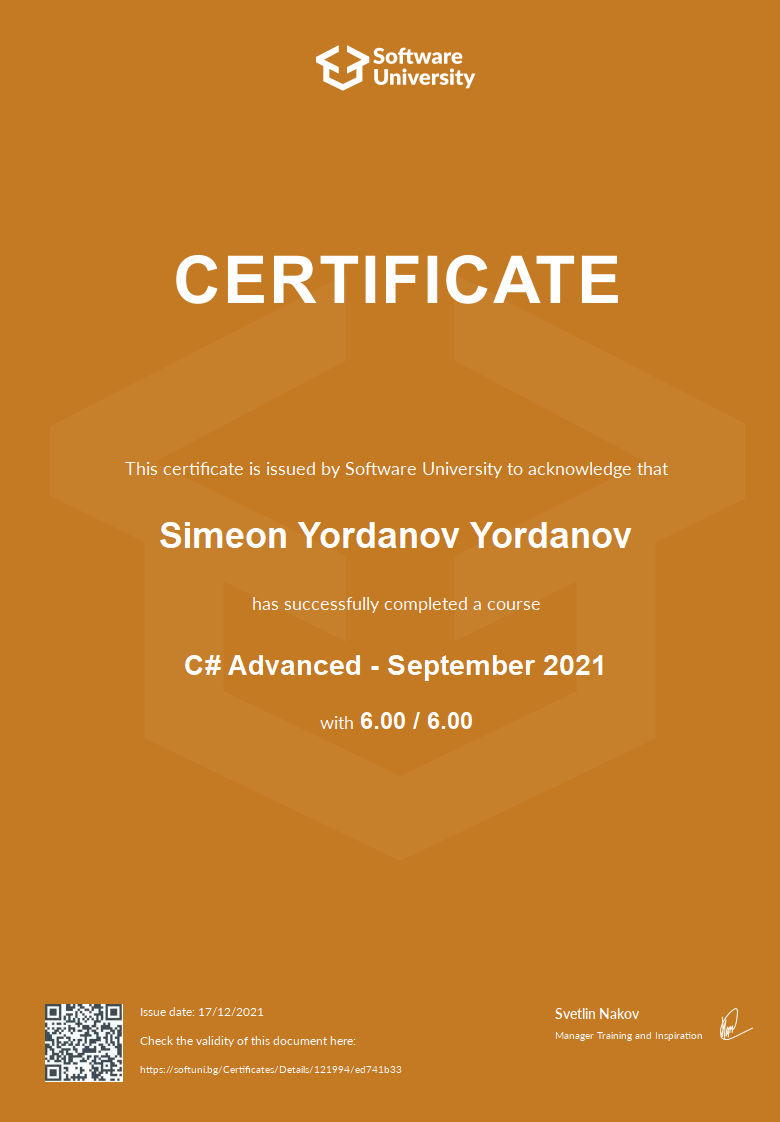 Software
University
CERTIFICATE
This certificate is issued by Software University to acknowledge that
Simeon Yordanov Yordanov
has successfully completed a course
C# Advanced - September 2021
with 6.00 / 6.00
Issue date: 17/12/2021
Check the validity of this document here:
https://softuni.bg/Certificates/Details/121994/ed741b33
Svetlin Nakov
Manager Training and Inspiration